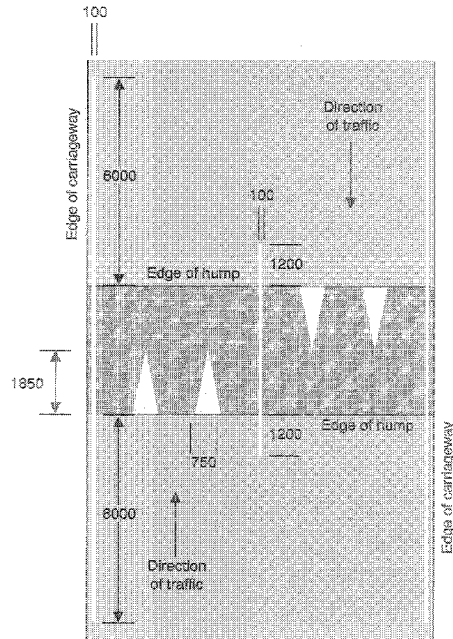 100
Edge of carriageway
Direction
of traffic
6000
100
1200
Edge of hump
1850
1200
Edge of hump
750
6000
Direction
of traffic
Edge of carriageway